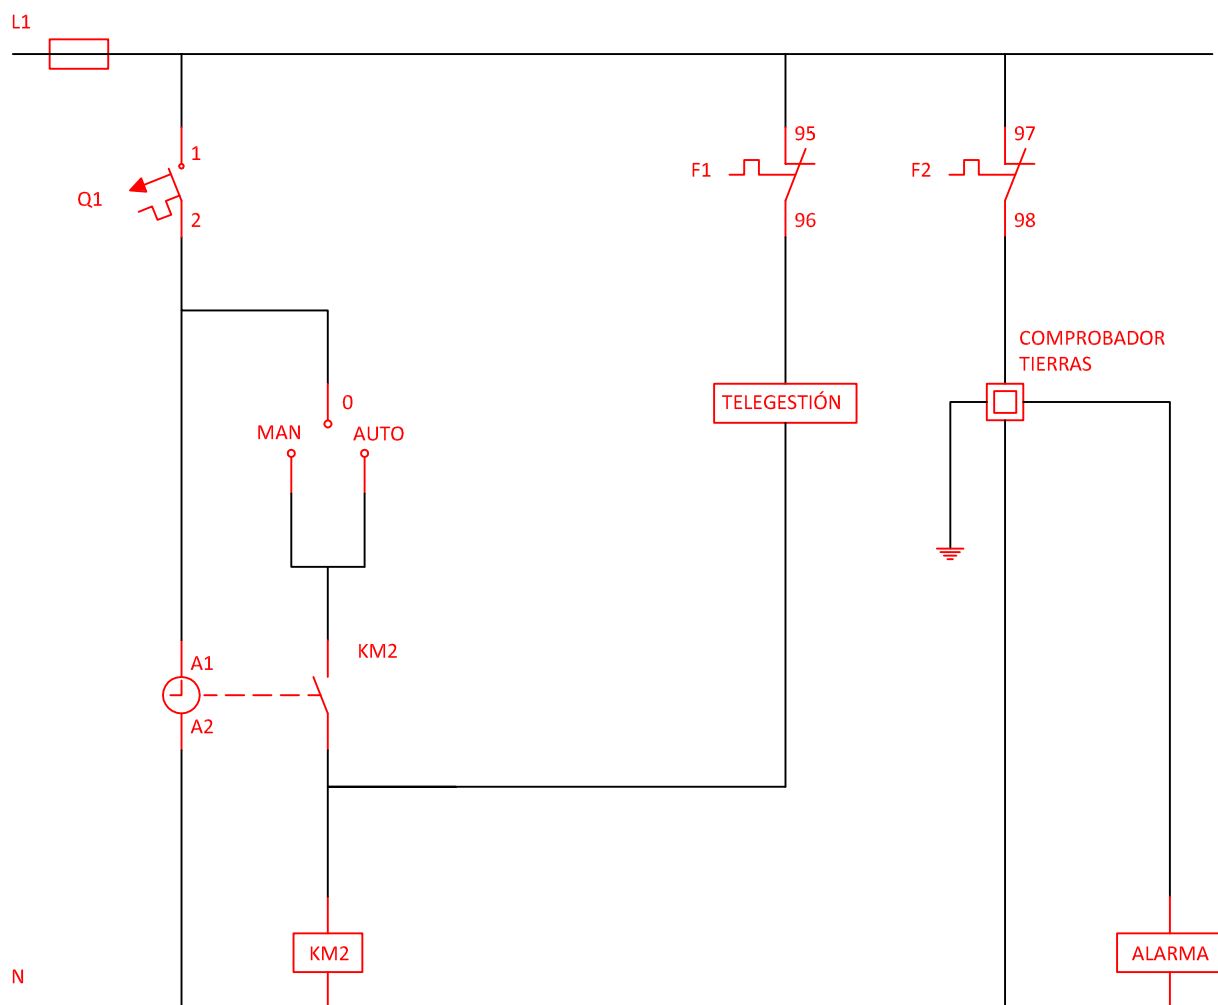 L1
1
Q1
2
95
F1
96
97
F2
98
COMPROBADOR
TIERRAS
0
MAN
AUTO
TELEGESTIÓN
KM2
A1
A2
KM2
ALARMA
N